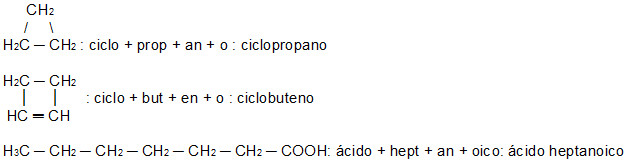 CH₂
/ \
H₂C — CH₂ : ciclo + prop + an + o : ciclopropano
H₂C — CH₂
| | : ciclo + but + en + o : ciclobuteno
HC = CH
H₃C — CH₂ — CH₂ — CH₂ — CH₂ — CH₂ — COOH: ácido + hept + an + oico: ácido heptanoico